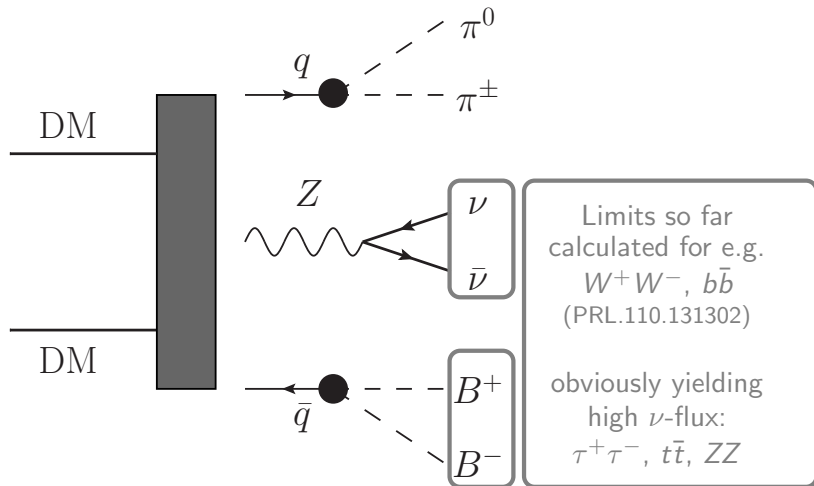 π⁰
q
π±
DM
Z
ν
ν̄
Limits so far
calculated for e.g.
W⁺W⁻, bb̄
(PRL.110.131302)
DM
q̄
B⁺
B⁻
obviously yielding
high ν-flux:
τ⁺τ⁻, tt̄, ZZ